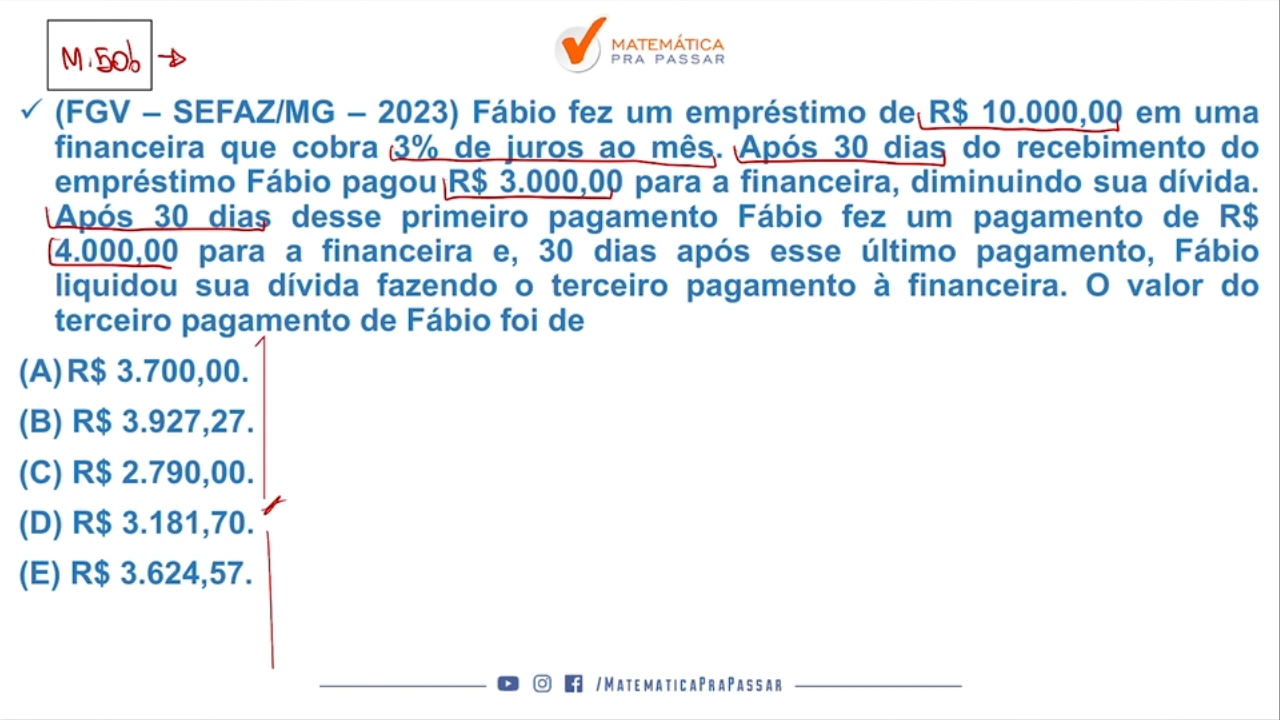 M.50b
MATEMÁTICA
PRA PASSAR
✓ (FGV – SEFAZ/MG – 2023) Fábio fez um empréstimo de R$ 10.000,00 em uma
financeira que cobra 3% de juros ao mês. Após 30 dias do recebimento do
empréstimo Fábio pagou R$ 3.000,00 para a financeira, diminuindo sua dívida.
Após 30 dias desse primeiro pagamento Fábio fez um pagamento de R$
4.000,00 para a financeira e, 30 dias após esse último pagamento, Fábio
liquidou sua dívida fazendo o terceiro pagamento à financeira. O valor do
terceiro pagamento de Fábio foi de
(A) R$ 3.700,00.
(B) R$ 3.927,27.
(C) R$ 2.790,00.
(D) R$ 3.181,70.
(E) R$ 3.624,57.
/MATEMATICAPRAPASSAR